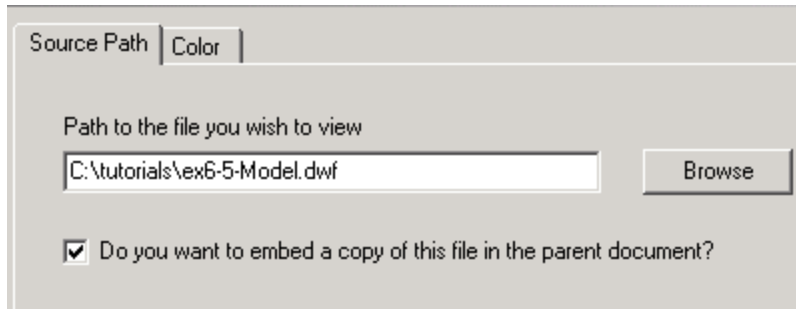 Source Path Color
Path to the file you wish to view
C:\tutorials\ex6-5-Model.dwf Browse
Do you want to embed a copy of this file in the parent document?